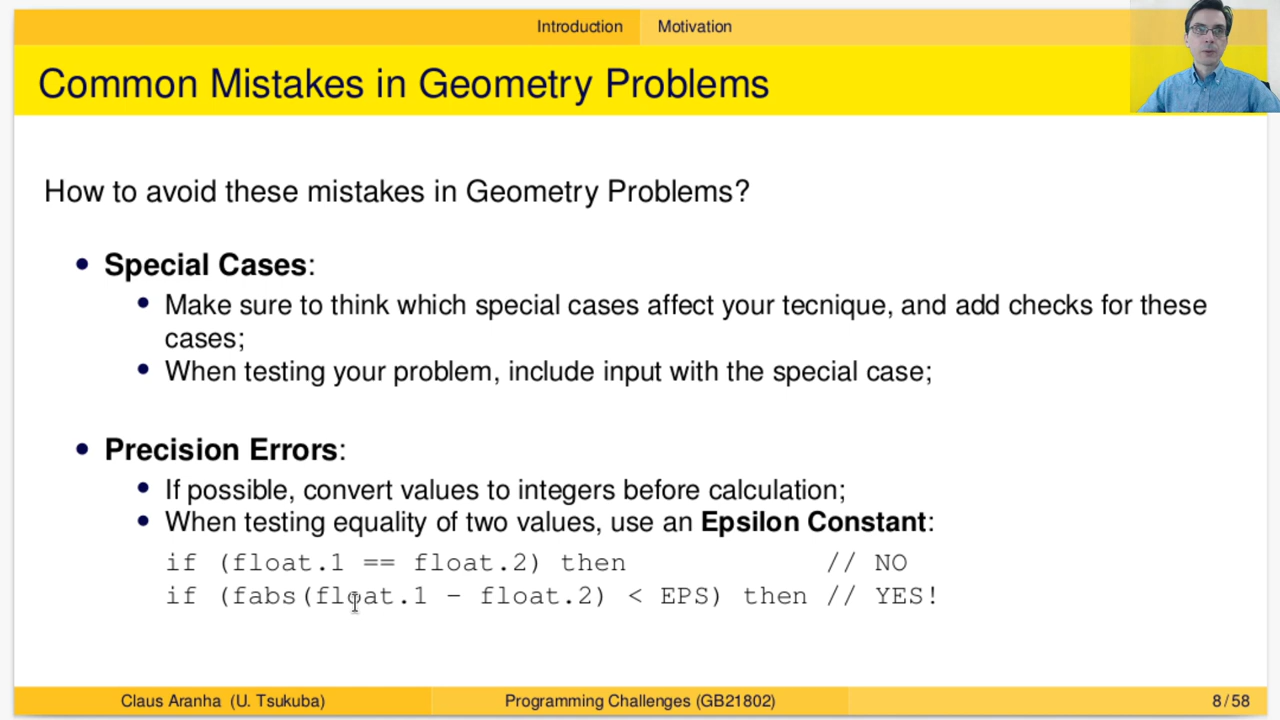 Introduction Motivation
Common Mistakes in Geometry Problems
How to avoid these mistakes in Geometry Problems?
• Special Cases:
• Make sure to think which special cases affect your tecnique, and add checks for these
cases;
• When testing your problem, include input with the special case;
• Precision Errors:
• If possible, convert values to integers before calculation;
• When testing equality of two values, use an Epsilon Constant:
if (float.1 == float.2) then // NO
if (fabs(float.1 - float.2) < EPS) then // YES!
Claus Aranha (U. Tsukuba) Programming Challenges (GB21802) 8 / 58